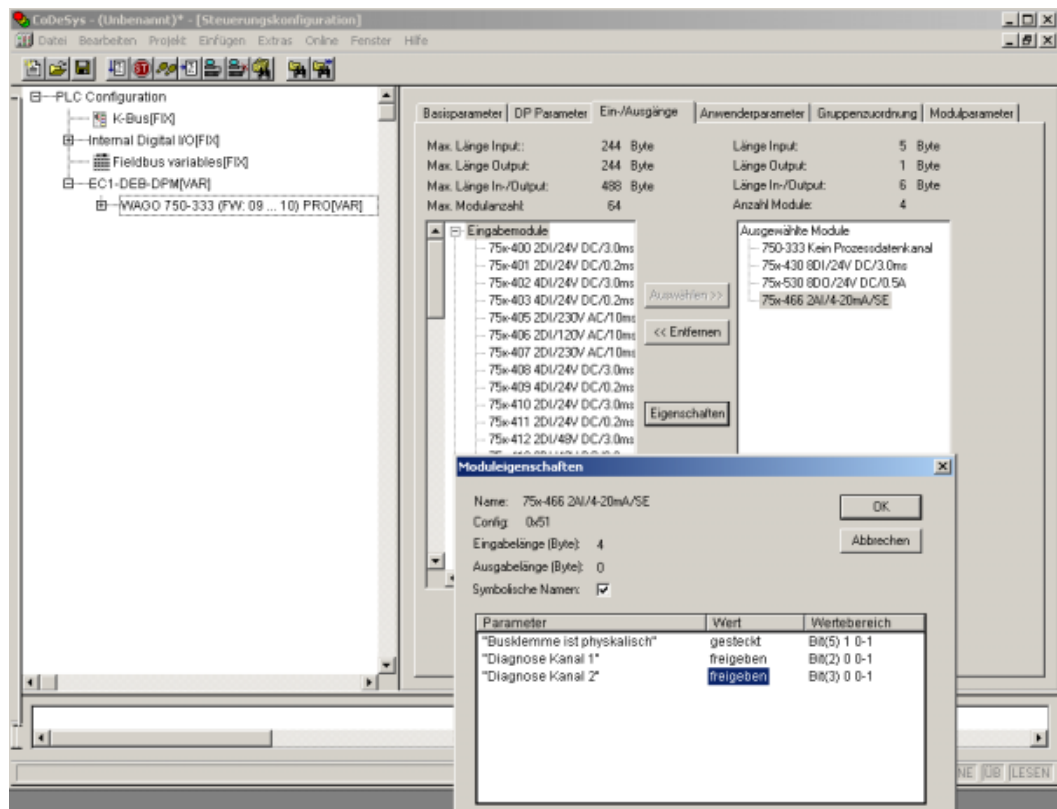 CoDeSys - (Unbenannt)* - [Steuerungskonfiguration]
Datei Bearbeiten Projekt Einfügen Extras Online Fenster Hilfe
PLC Configuration
K-Bus[FIX]
Internal Digital I/O[FIX]
Fieldbus variables[FIX]
EC1-DEB-DPM[VAR]
WAGO 750-333 (FW: 09 ... 10) PRO[VAR]
Basisparameter DP Parameter Ein-/Ausgänge Anwenderparameter Gruppenzuordnung Modulparameter
Max. Länge Input: 244 Byte
Max. Länge Output: 244 Byte
Max. Länge In-/Output: 488 Byte
Max. Modulanzahl: 64
Länge Input: 5 Byte
Länge Output: 1 Byte
Länge In-/Output: 6 Byte
Anzahl Module: 4
Eingabemodule
75x-400 2DI/24V DC/3.0ms
75x-401 2DI/24V DC/0.2ms
75x-402 4DI/24V DC/3.0ms
75x-403 4DI/24V DC/0.2ms
75x-405 2DI/230V AC/10ms
75x-406 2DI/120V AC/10ms
75x-407 2DI/230V AC/10ms
75x-408 4DI/24V DC/3.0ms
75x-409 4DI/24V DC/0.2ms
75x-410 2DI/24V DC/3.0ms
75x-411 2DI/24V DC/0.2ms
75x-412 2DI/48V DC/3.0ms
Auswählen >>
<< Entfernen
Eigenschaften
Ausgewählte Module
750-333 Kein Prozessdatenkanal
75x-430 8DI/24V DC/3.0ms
75x-530 8DO/24V DC/0.5A
75x-466 2AI/4-20mA/SE
Moduleigenschaften
Name: 75x-466 2AI/4-20mA/SE
Config: 0x51
Eingabelänge (Byte): 4
Ausgabelänge (Byte): 0
Symbolische Namen:
OK
Abbrechen
Parameter Wert Wertebereich
"Busklemme ist physkalisch" gesteckt Bit(5) 1 0-1
"Diagnose Kanal 1" freigeben Bit(2) 0 0-1
"Diagnose Kanal 2" freigeben Bit(3) 0 0-1
NE ÜB LESEN